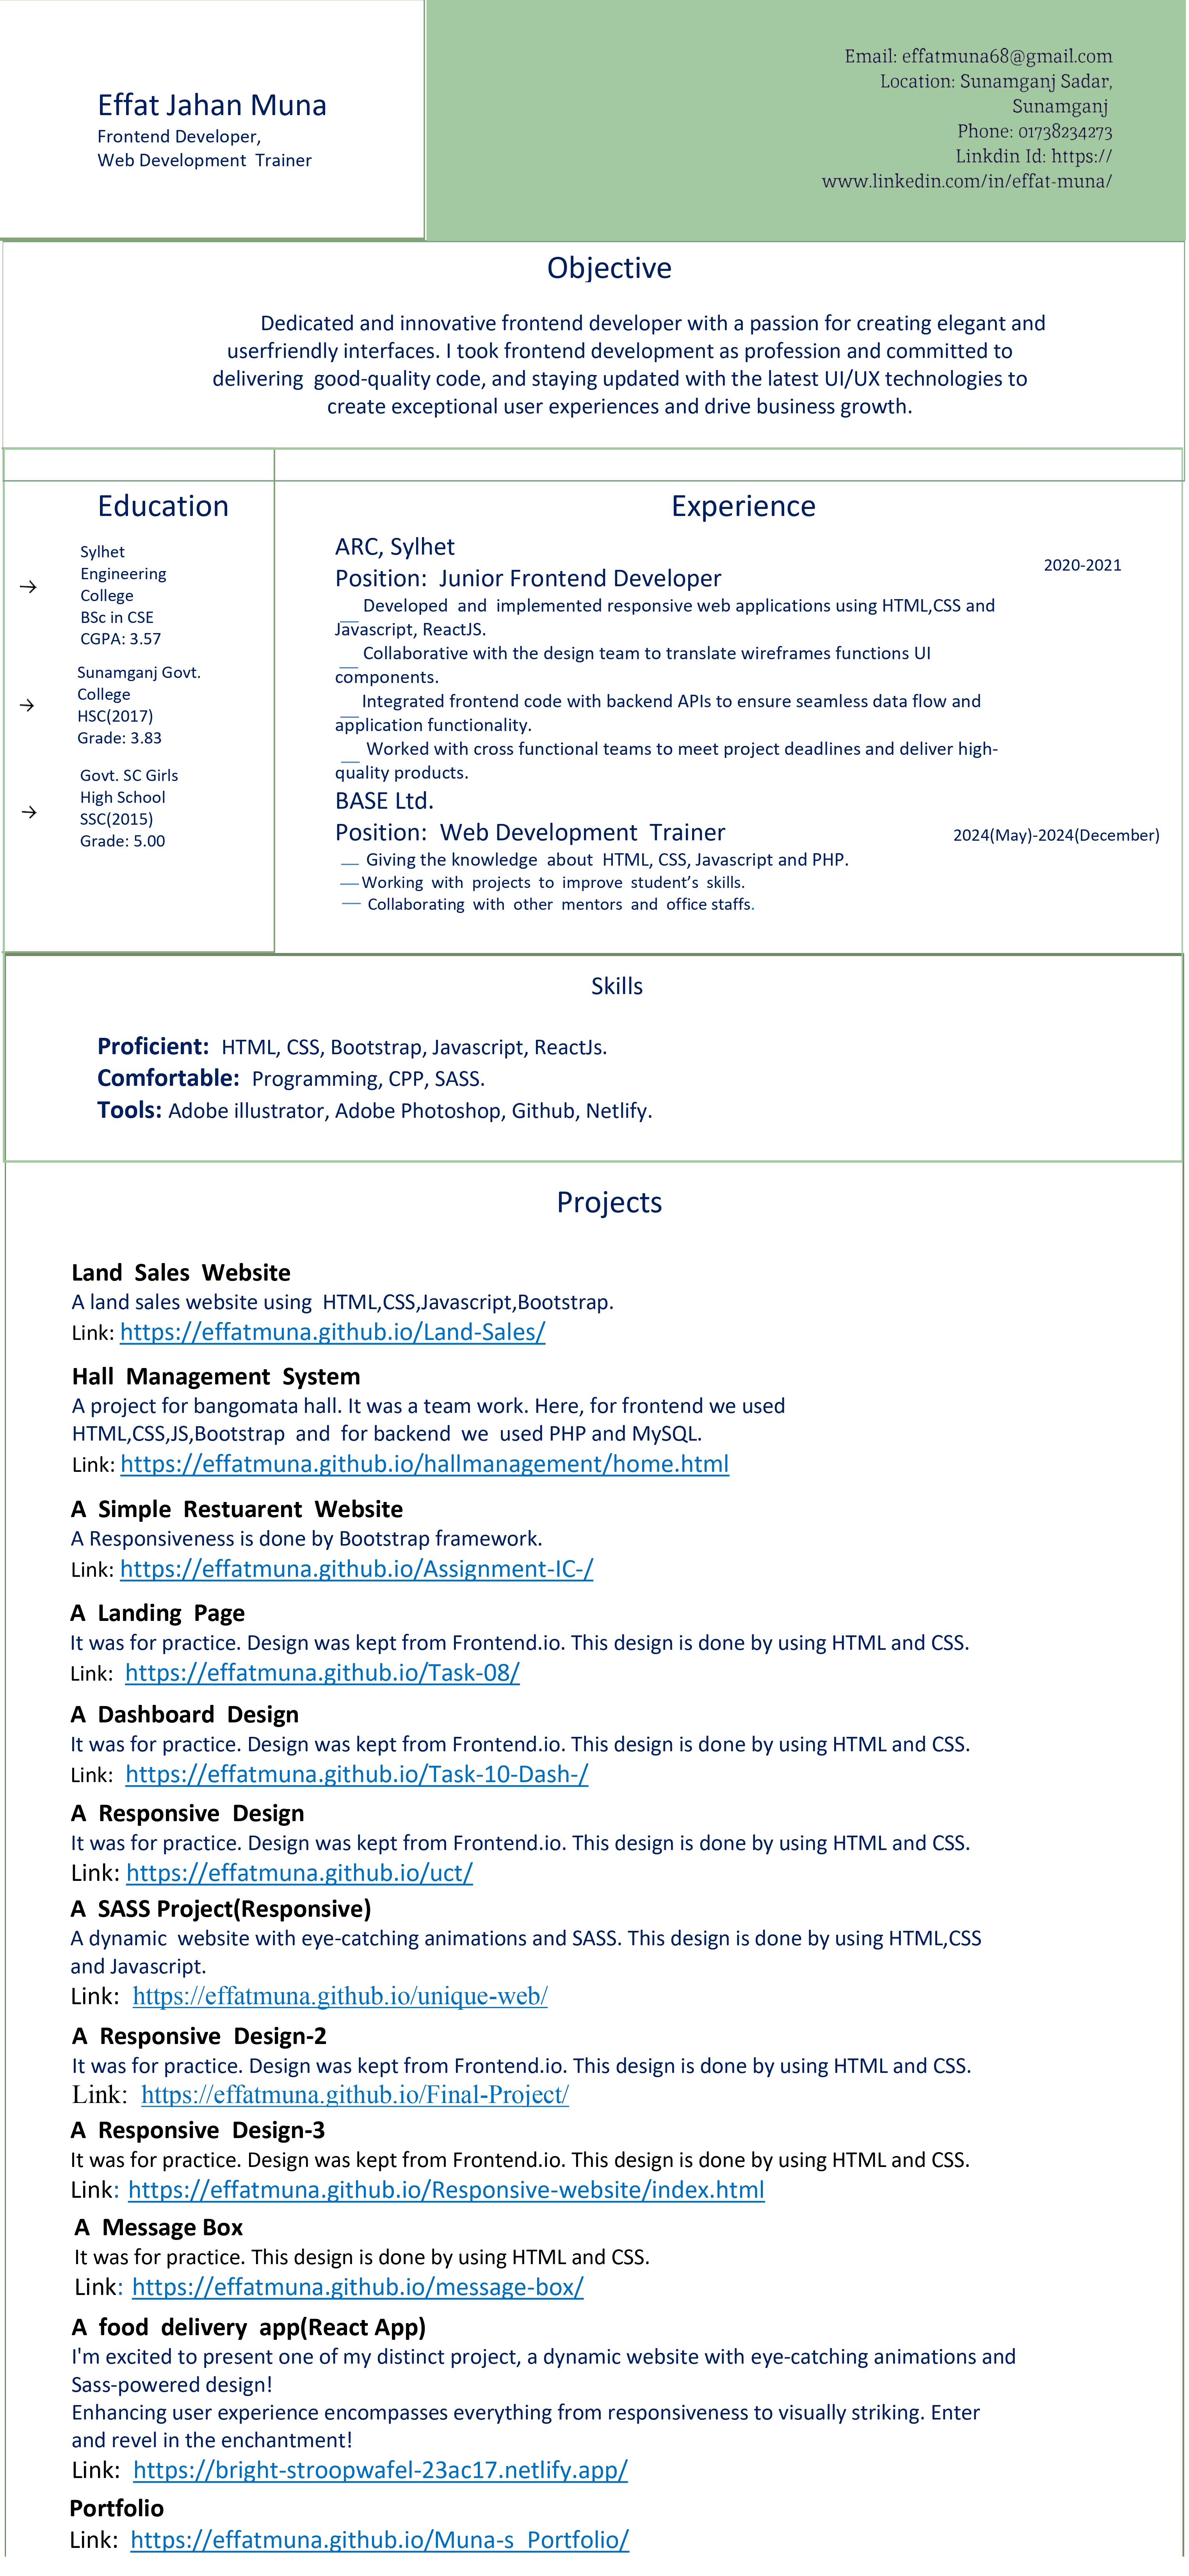 Effat Jahan Muna
Frontend Developer,
Web Development Trainer
Email: effatmuna68@gmail.com
Location: Sunamganj Sadar,
Sunamganj
Phone: 01738234273
Linkdin Id: https://
www.linkedin.com/in/effat-muna/
Objective
Dedicated and innovative frontend developer with a passion for creating elegant and
userfriendly interfaces. I took frontend development as profession and committed to
delivering good-quality code, and staying updated with the latest UI/UX technologies to
create exceptional user experiences and drive business growth.
Education
Sylhet
Engineering
College
BSc in CSE
CGPA: 3.57
Sunamganj Govt.
College
HSC(2017)
Grade: 3.83
Govt. SC Girls
High School
SSC(2015)
Grade: 5.00
Experience
ARC, Sylhet
2020-2021
Position: Junior Frontend Developer
Developed and implemented responsive web applications using HTML,CSS and
Javascript, ReactJS.
Collaborative with the design team to translate wireframes functions UI
components.
Integrated frontend code with backend APIs to ensure seamless data flow and
application functionality.
Worked with cross functional teams to meet project deadlines and deliver high-
quality products.
BASE Ltd.
Position: Web Development Trainer
2024(May)-2024(December)
Giving the knowledge about HTML, CSS, Javascript and PHP.
Working with projects to improve student’s skills.
Collaborating with other mentors and office staffs.
Skills
Proficient: HTML, CSS, Bootstrap, Javascript, ReactJs.
Comfortable: Programming, CPP, SASS.
Tools: Adobe illustrator, Adobe Photoshop, Github, Netlify.
Projects
Land Sales Website
A land sales website using HTML,CSS,Javascript,Bootstrap.
Link: https://effatmuna.github.io/Land-Sales/
Hall Management System
A project for bangomata hall. It was a team work. Here, for frontend we used
HTML,CSS,JS,Bootstrap and for backend we used PHP and MySQL.
Link: https://effatmuna.github.io/hallmanagement/home.html
A Simple Restuarent Website
A Responsiveness is done by Bootstrap framework.
Link: https://effatmuna.github.io/Assignment-IC-/
A Landing Page
It was for practice. Design was kept from Frontend.io. This design is done by using HTML and CSS.
Link: https://effatmuna.github.io/Task-08/
A Dashboard Design
It was for practice. Design was kept from Frontend.io. This design is done by using HTML and CSS.
Link: https://effatmuna.github.io/Task-10-Dash-/
A Responsive Design
It was for practice. Design was kept from Frontend.io. This design is done by using HTML and CSS.
Link: https://effatmuna.github.io/uct/
A SASS Project(Responsive)
A dynamic website with eye-catching animations and SASS. This design is done by using HTML,CSS
and Javascript.
Link: https://effatmuna.github.io/unique-web/
A Responsive Design-2
It was for practice. Design was kept from Frontend.io. This design is done by using HTML and CSS.
Link: https://effatmuna.github.io/Final-Project/
A Responsive Design-3
It was for practice. Design was kept from Frontend.io. This design is done by using HTML and CSS.
Link: https://effatmuna.github.io/Responsive-website/index.html
A Message Box
It was for practice. This design is done by using HTML and CSS.
Link: https://effatmuna.github.io/message-box/
A food delivery app(React App)
I'm excited to present one of my distinct project, a dynamic website with eye-catching animations and
Sass-powered design!
Enhancing user experience encompasses everything from responsiveness to visually striking. Enter
and revel in the enchantment!
Link: https://bright-stroopwafel-23ac17.netlify.app/
Portfolio
Link: https://effatmuna.github.io/Muna-s_Portfolio/